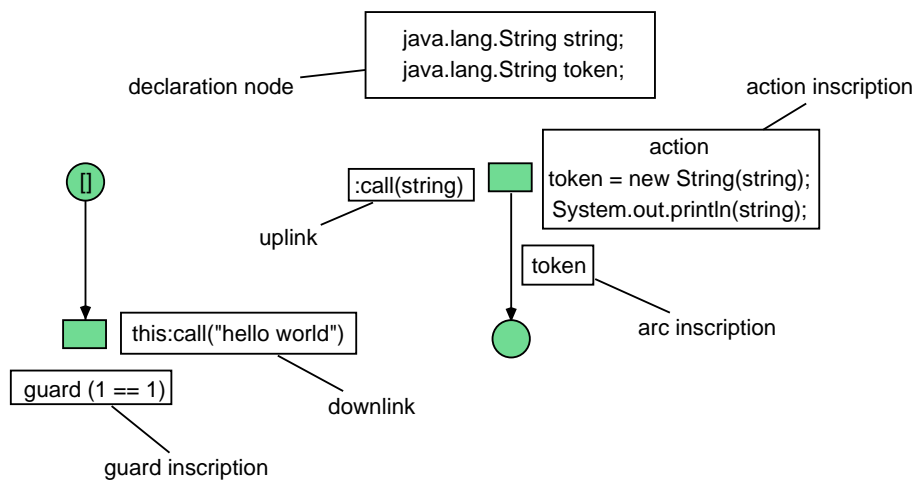 java.lang.String string;
java.lang.String token;
declaration node
action inscription
action
token = new String(string);
System.out.println(string);
[]
:call(string)
uplink
token
arc inscription
this:call("hello world")
guard (1 == 1)
downlink
guard inscription